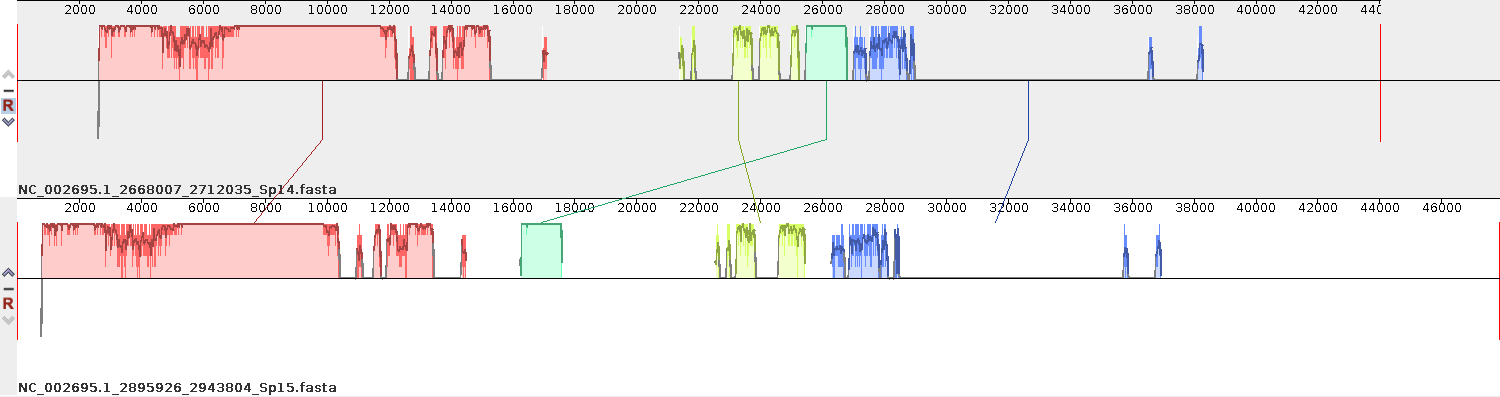 2000 4000 6000 8000 10000 12000 14000 16000 18000 20000 22000 24000 26000 28000 30000 32000 34000 36000 38000 40000 42000 440
R
NC_002695.1_2668007_2712035_Sp14.fasta
2000 4000 6000 8000 10000 12000 14000 16000 18000 20000 22000 24000 26000 28000 30000 32000 34000 36000 38000 40000 42000 44000 46000
R
NC_002695.1_2895926_2943804_Sp15.fasta